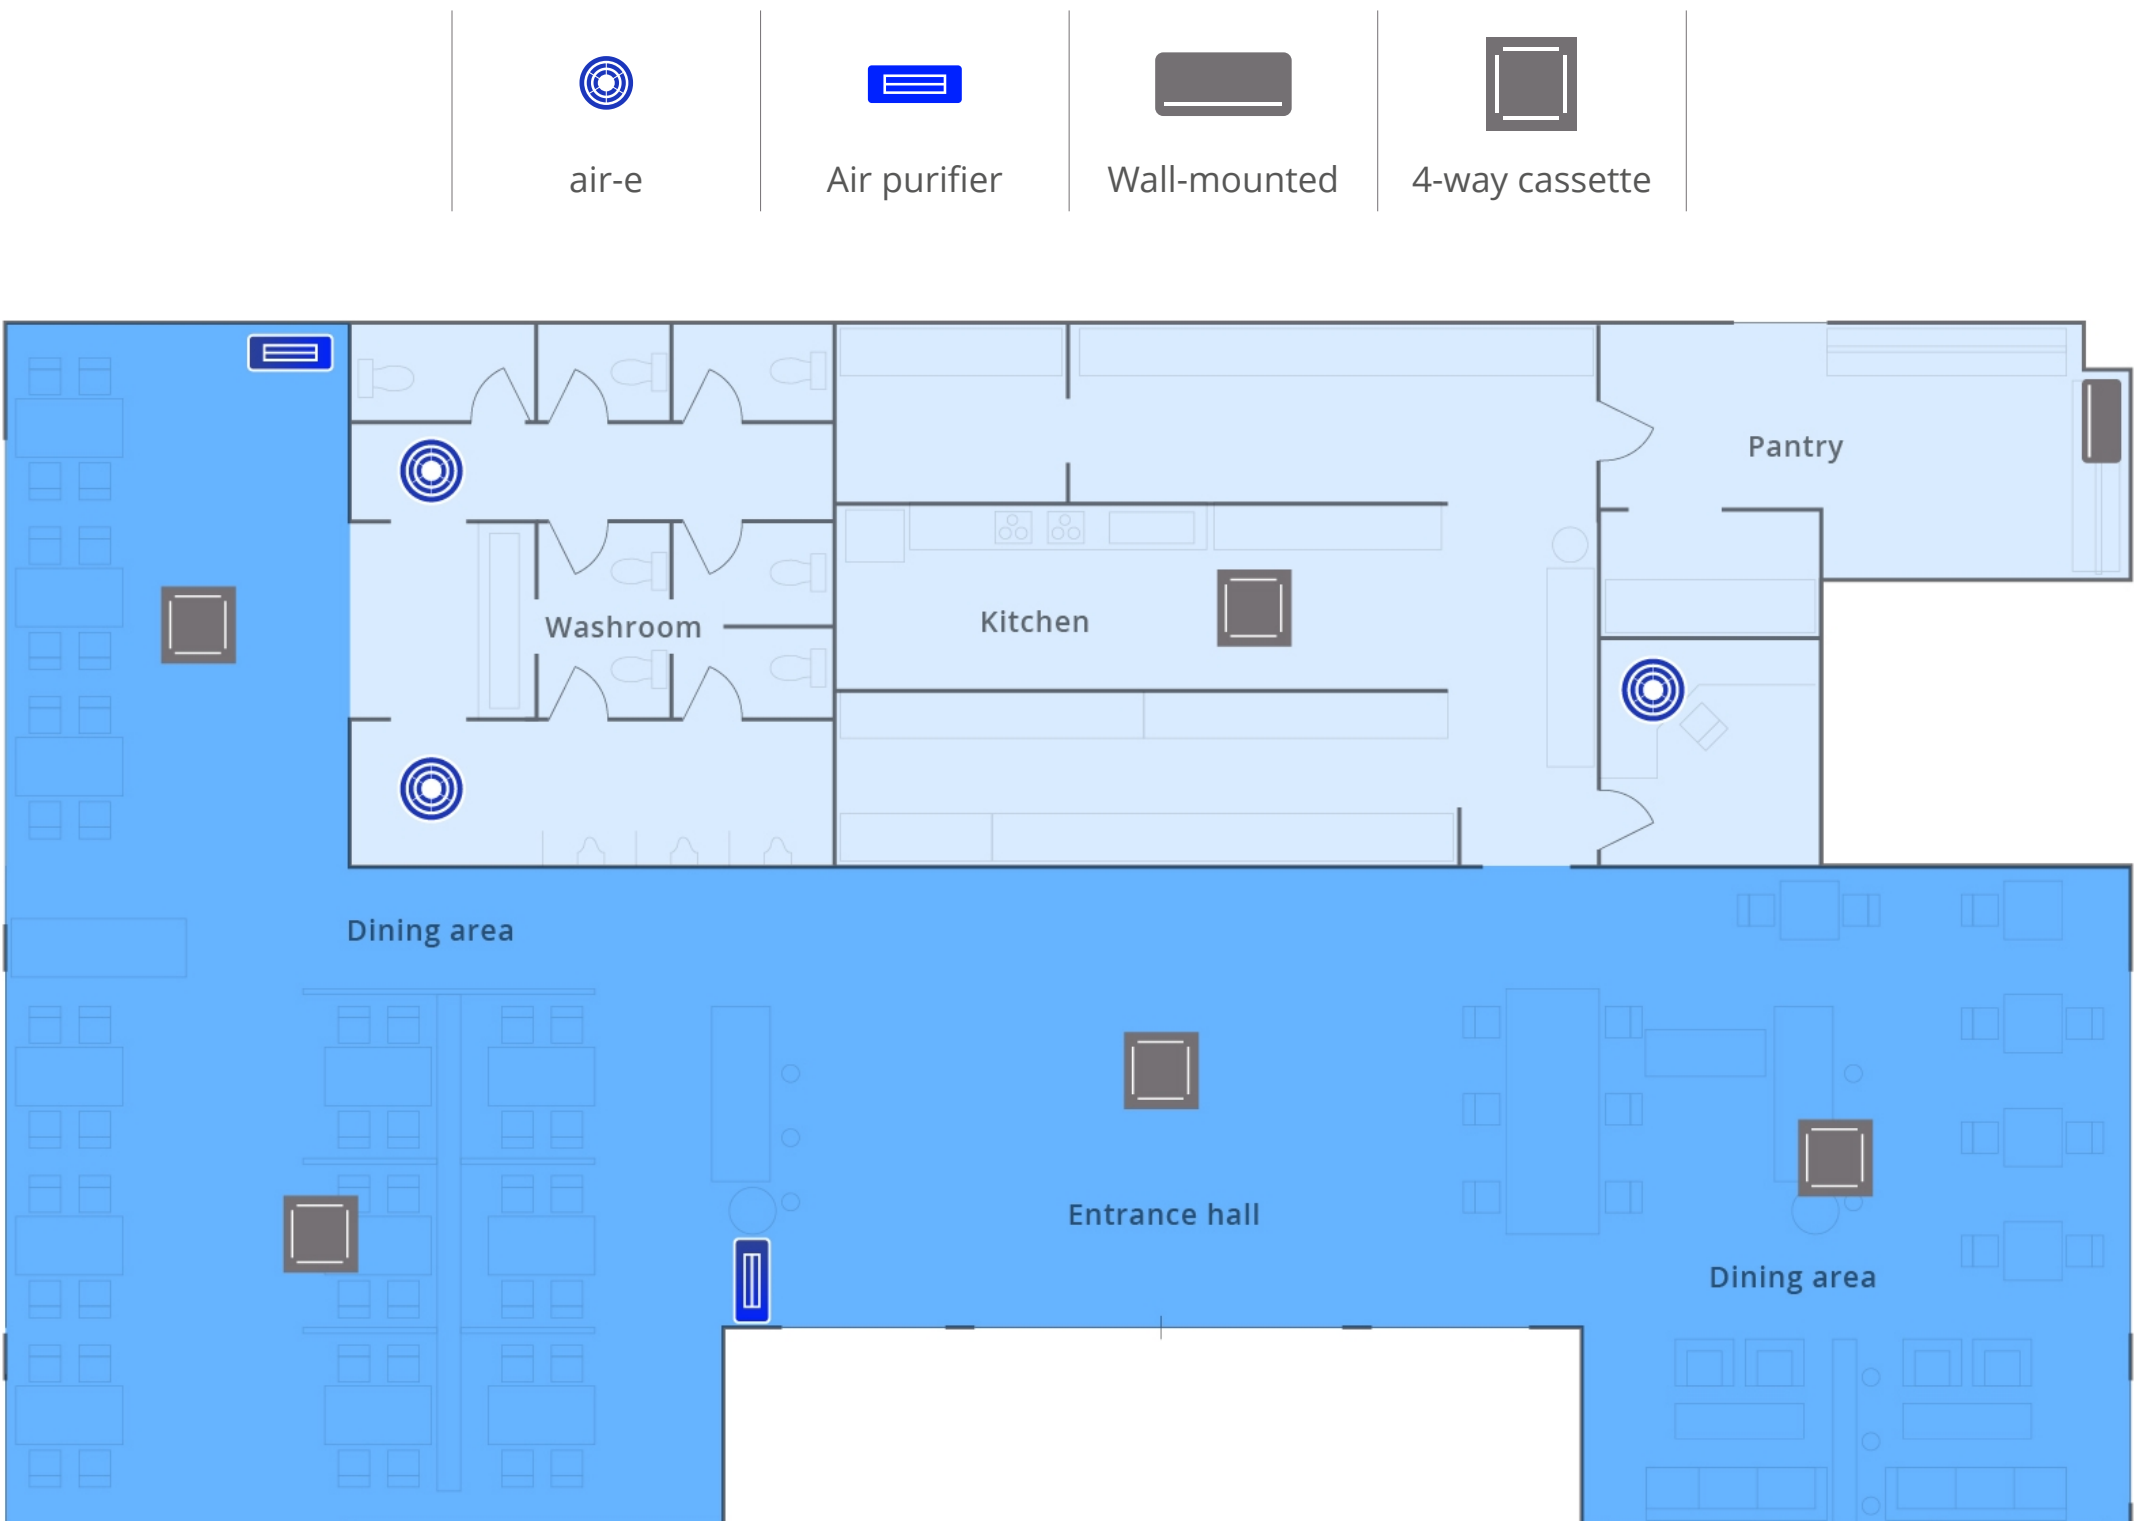 air-e
Air purifier
Wall-mounted
4-way cassette
Pantry
Washroom
Kitchen
Dining area
Entrance hall
Dining area